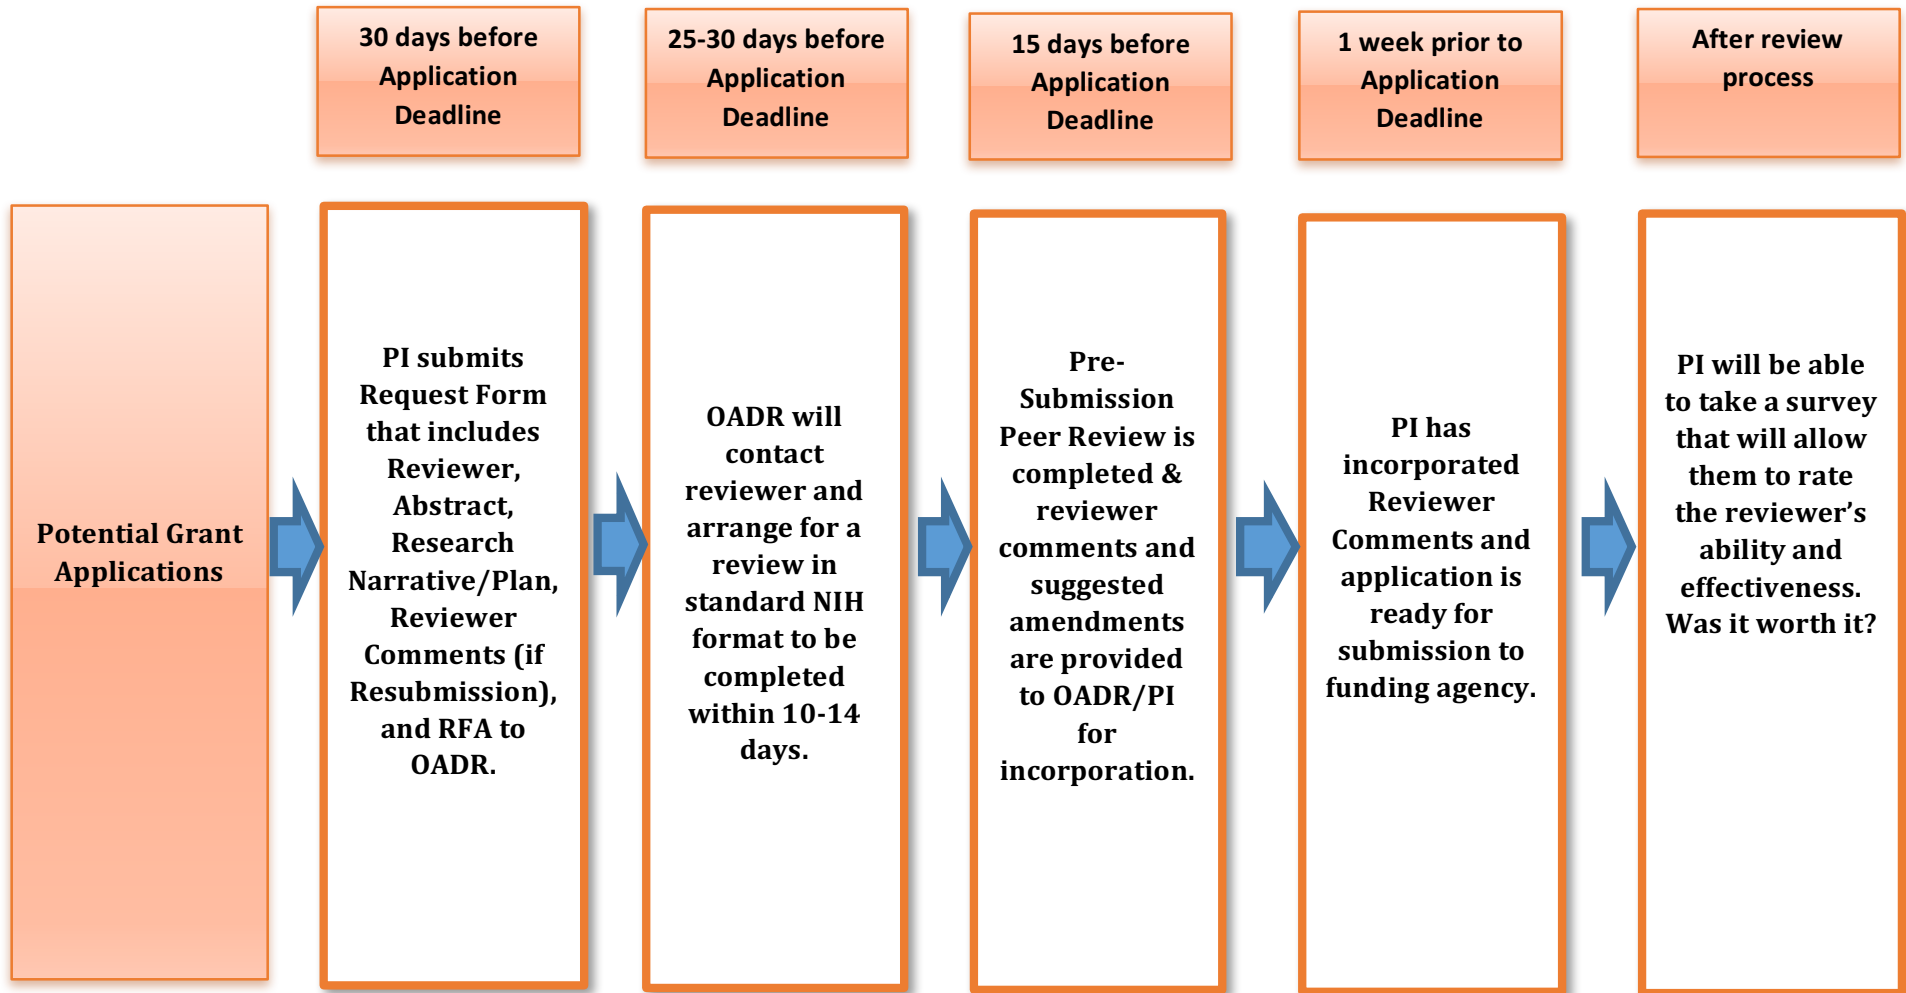 30 days before
Application
Deadline
25-30 days before
Application
Deadline
15 days before
Application
Deadline
1 week prior to
Application
Deadline
After review
process
Potential Grant
Applications
PI submits
Request Form
that includes
Reviewer,
Abstract,
Research
Narrative/Plan,
Reviewer
Comments (if
Resubmission),
and RFA to
OADR.
OADR will
contact
reviewer and
arrange for a
review in
standard NIH
format to be
completed
within 10-14
days.
Pre-
Submission
Peer Review is
completed &
reviewer
comments and
suggested
amendments
are provided
to OADR/PI
for
incorporation.
PI has
incorporated
Reviewer
Comments and
application is
ready for
submission to
funding agency.
PI will be able
to take a survey
that will allow
them to rate
the reviewer’s
ability and
effectiveness.
Was it worth it?